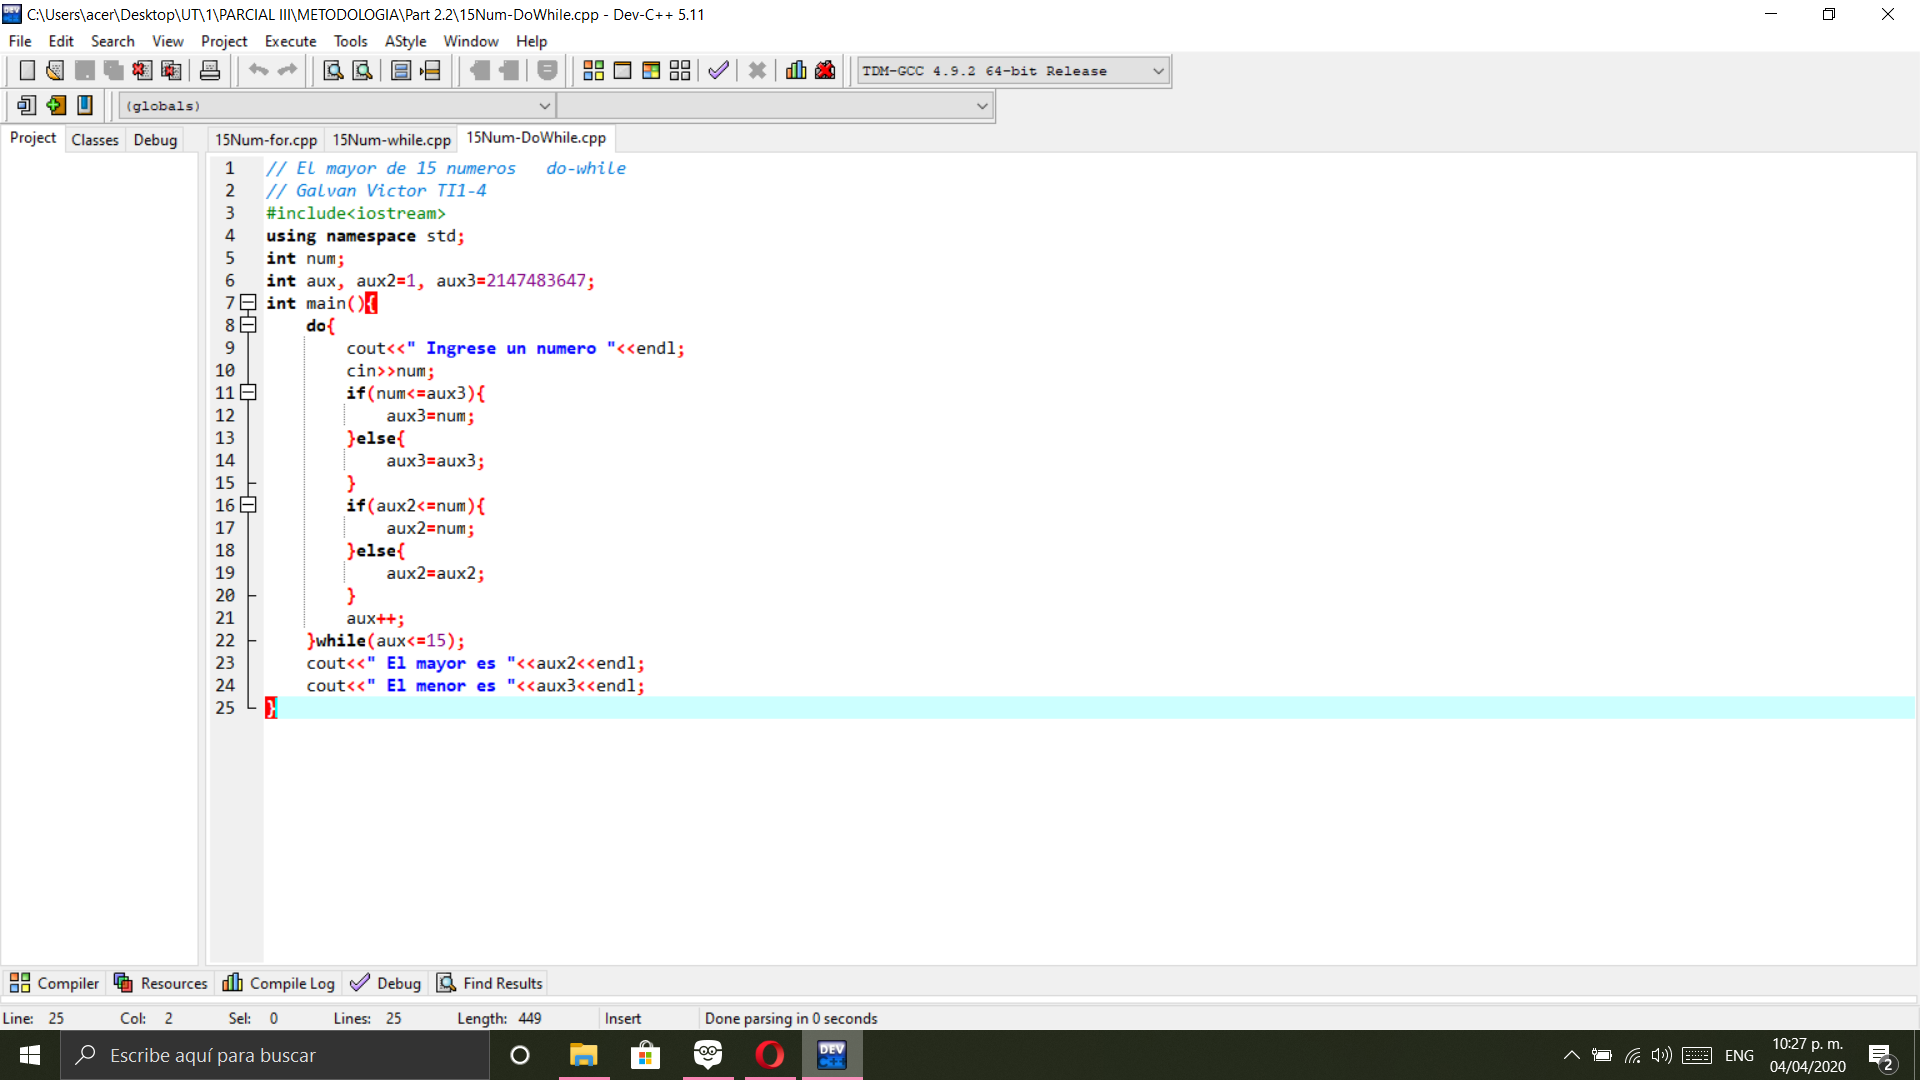 C:\Users\acer\Desktop\UT\1\PARCIAL III\METODOLOGIA\Part 2.2\15Num-DoWhile.cpp - Dev-C++ 5.11
File Edit Search View Project Execute Tools AStyle Window Help
TDM-GCC 4.9.2 64-bit Release
(globals)
Project Classes Debug 15Num-for.cpp 15Num-while.cpp 15Num-DoWhile.cpp
1 // El mayor de 15 numeros   do-while
2 // Galvan Victor TI1-4
3 #include<iostream>
4 using namespace std;
5 int num;
6 int aux, aux2=1, aux3=2147483647;
7 int main(){
8     do{
9         cout<<" Ingrese un numero "<<endl;
10         cin>>num;
11         if(num<=aux3){
12             aux3=num;
13         }else{
14             aux3=aux3;
15         }
16         if(aux2<=num){
17             aux2=num;
18         }else{
19             aux2=aux2;
20         }
21         aux++;
22     }while(aux<=15);
23     cout<<" El mayor es "<<aux2<<endl;
24     cout<<" El menor es "<<aux3<<endl;
25 }
Compiler Resources Compile Log Debug Find Results
Line: 25 Col: 2 Sel: 0 Lines: 25 Length: 449 Insert Done parsing in 0 seconds
Escribe aquí para buscar
DEV C++
ENG
10:27 p. m.
04/04/2020
2